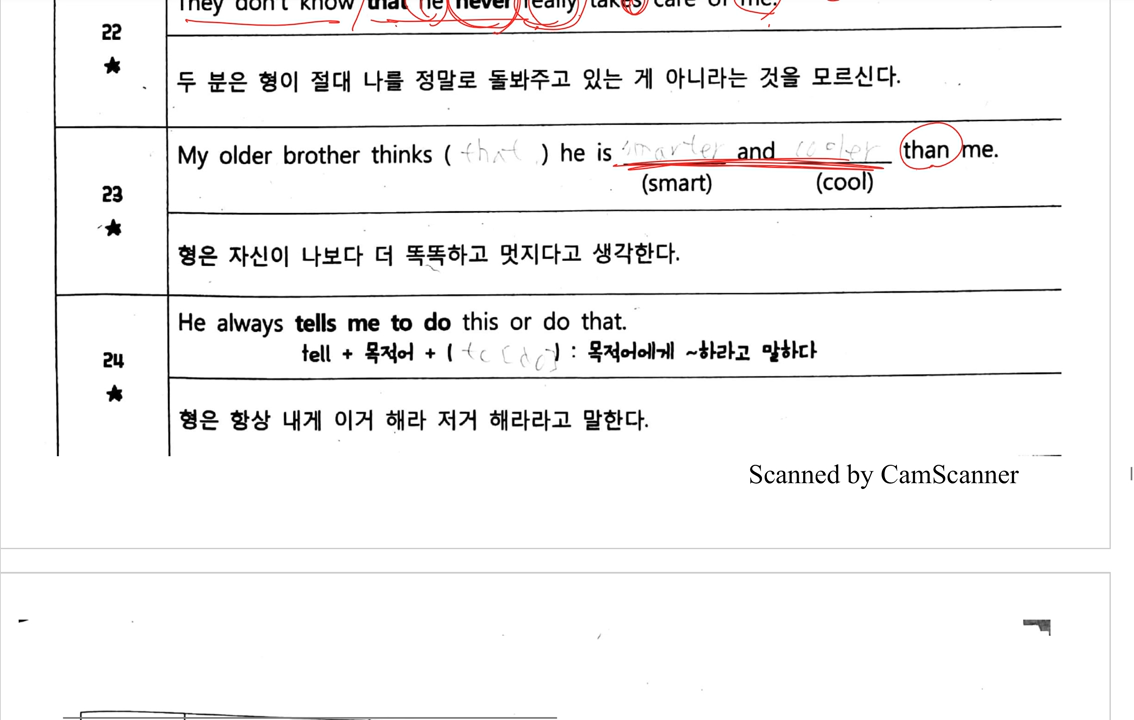 They don't know that he never really takes care of me.
22
★
두 분은 형이 절대 나를 정말로 돌봐주고 있는 게 아니라는 것을 모르신다.
My older brother thinks ( that ) he is smarter and cooler than me.
(smart) (cool)
23
★
형은 자신이 나보다 더 똑똑하고 멋지다고 생각한다.
He always tells me to do this or do that.
tell + 목적어 + ( to [do] ) : 목적어에게 ~하라고 말하다
24
★
형은 항상 내게 이거 해라 저거 해라라고 말한다.
Scanned by CamScanner